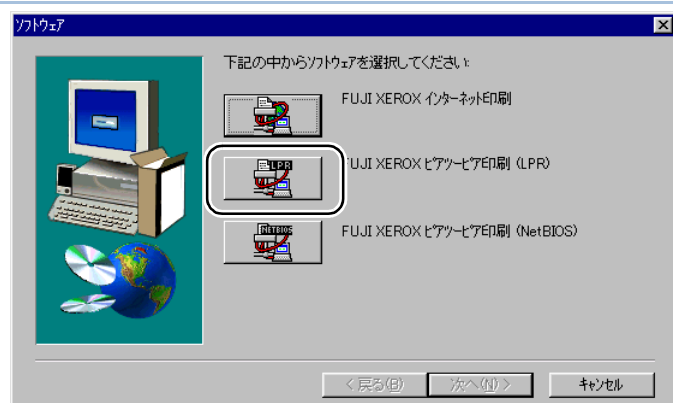 ソフトウェア
下記の中からソフトウェアを選択してください:
FUJI XEROX インターネット印刷
LPR
UJI XEROX ピアツーピア印刷 (LPR)
NETBIOS
FUJI XEROX ピアツーピア印刷 (NetBIOS)
< 戻る(B)
次へ(N) >
キャンセル